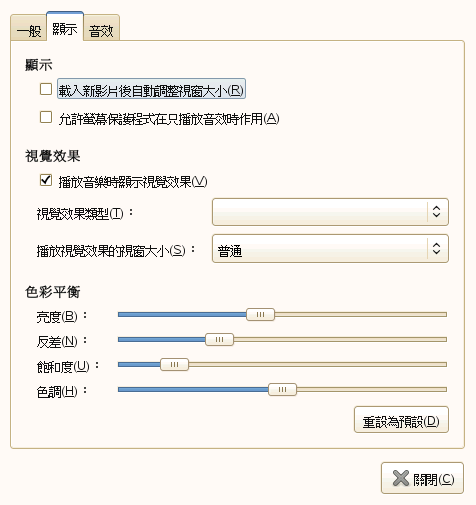 一般 顯示 音效
顯示
載入新影片後自動調整視窗大小(R)
允許螢幕保護程式在只播放音效時作用(A)
視覺效果
播放音樂時顯示視覺效果(V)
視覺效果類型(T)：
播放視覺效果的視窗大小(S)： 普通
色彩平衡
亮度(B)：
反差(N)：
飽和度(U)：
色調(H)：
重設為預設(D)
關閉(C)